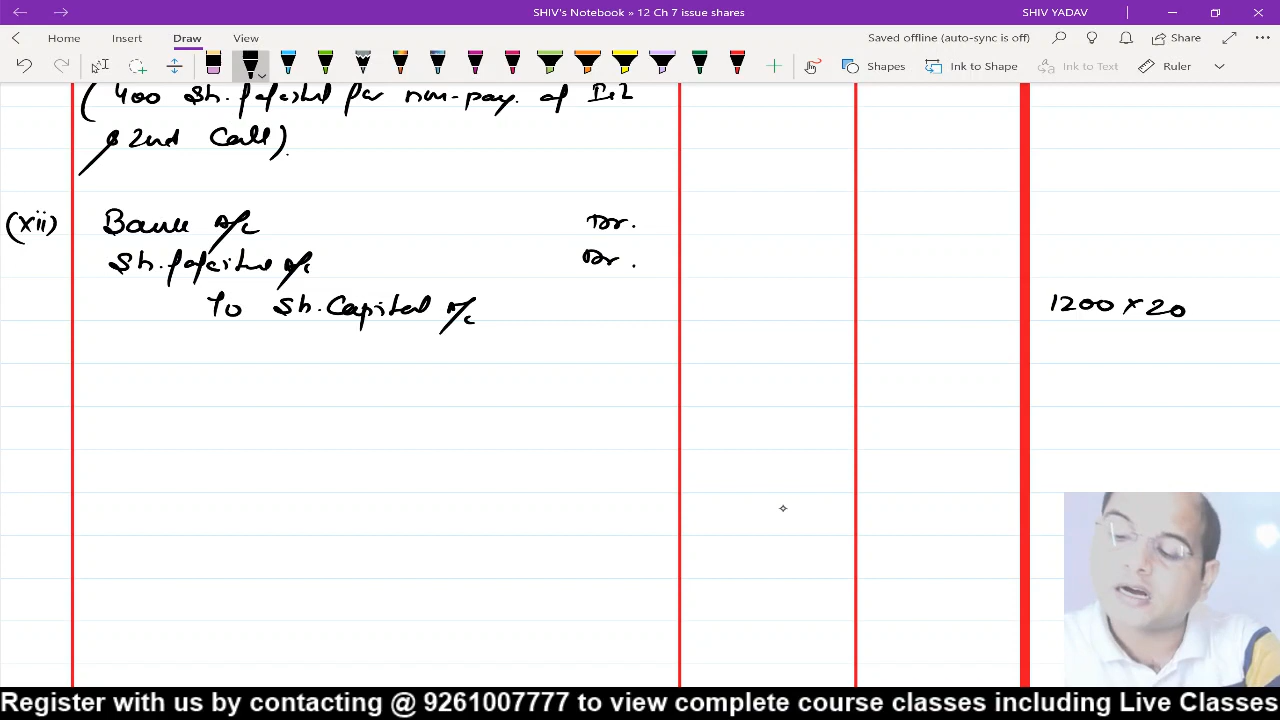 SHIV's Notebook » 12 Ch 7 issue shares
SHIV YADAV
Home Insert Draw View
Saved offline (auto-sync is off)
Share
Shapes
Ink to Shape
Ink to Text
Ruler
(400 Sh. forfeited for non-pay. of Ist
& 2nd Call).
(xii) Bank A/c Dr.
Sh. forfeiture A/c Dr.
To Sh. Capital A/c 1200 × 20
Register with us by contacting @ 9261007777 to view complete course classes including Live Classes